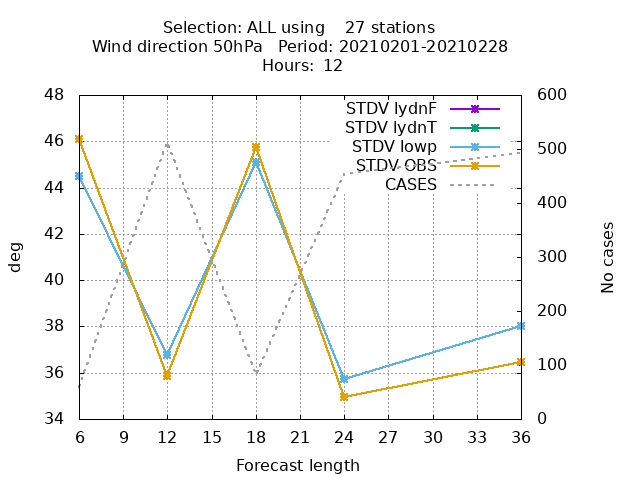 Selection: ALL using    27 stations
Wind direction 50hPa   Period: 20210201-20210228
Hours:  12
48
46
44
42
40
38
36
34
deg
STDV lydnF
STDV lydnT
STDV lowp
STDV OBS
CASES
600
500
400
300
200
100
0
No cases
6 9 12 15 18 21 24 27 30 33 36
Forecast length